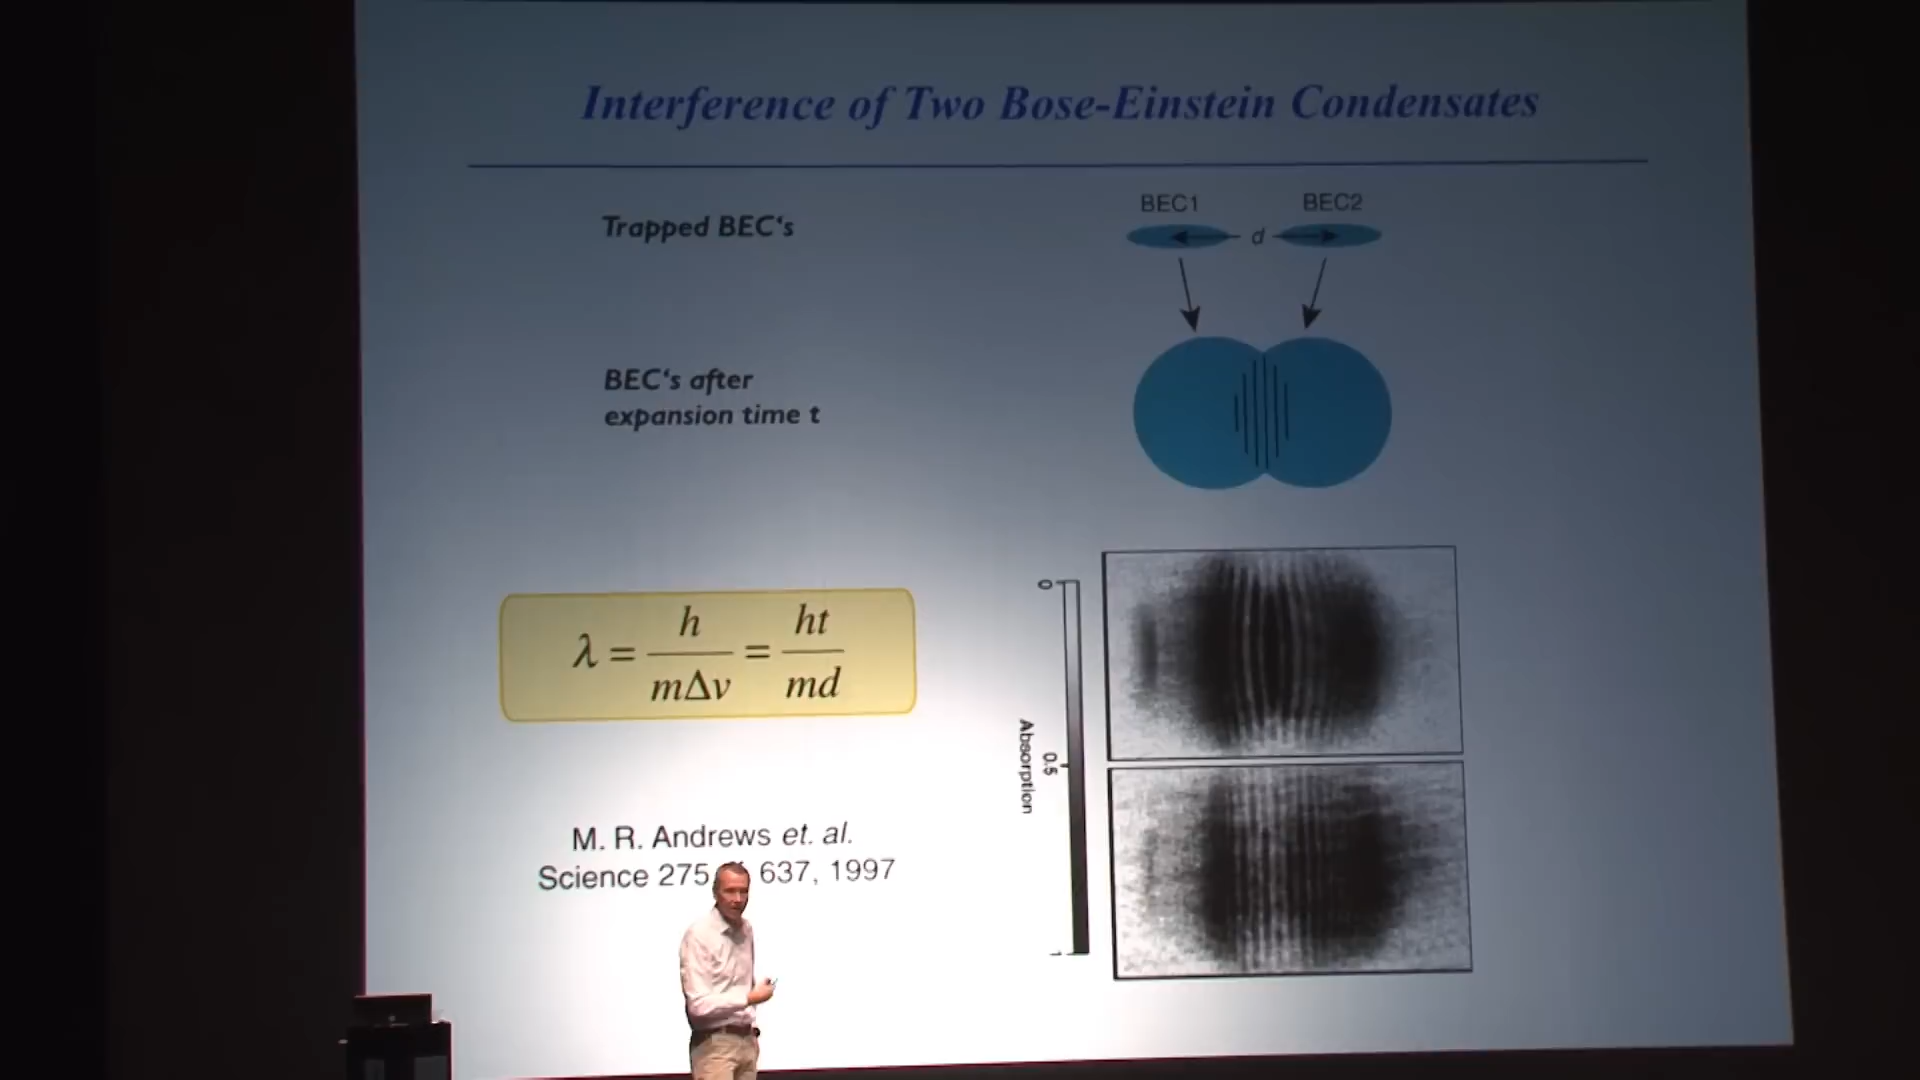 Interference of Two Bose-Einstein Condensates
Trapped BEC‘s
BEC1
BEC2
d
BEC‘s after
expansion time t
λ = h / mΔv = ht / md
0
0.5
1
Absorption
M. R. Andrews et. al.
Science 275 637, 1997